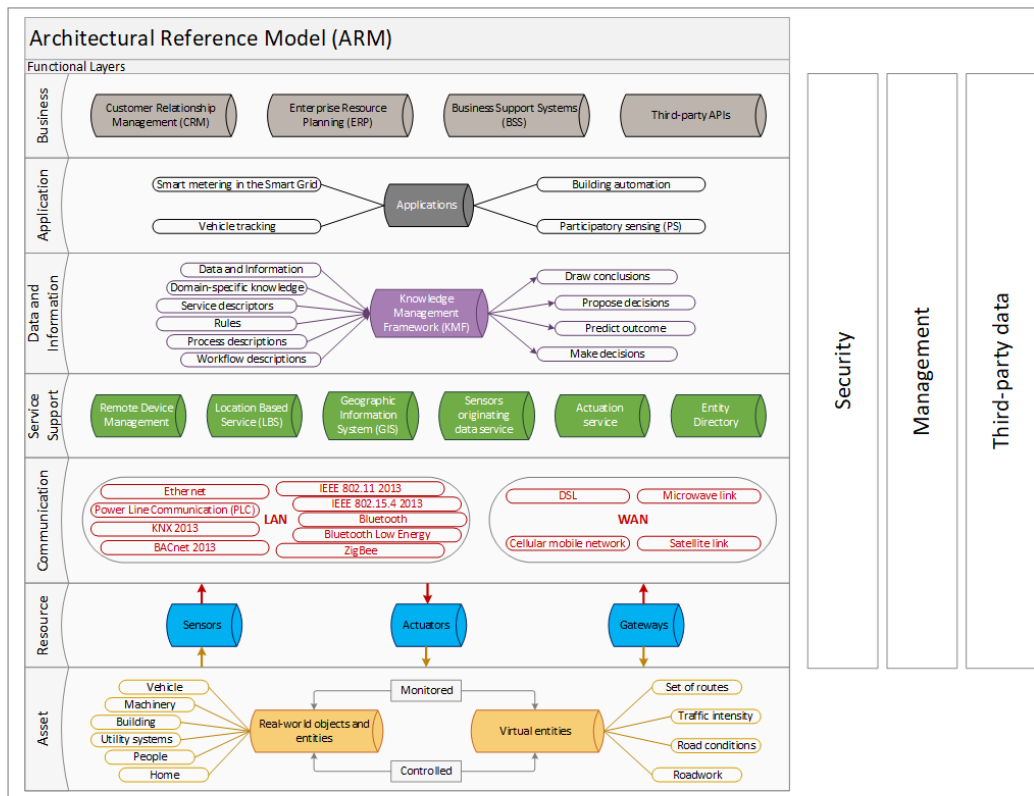 Architectural Reference Model (ARM)
Functional Layers
Business
Customer Relationship
Management (CRM)
Enterprise Resource
Planning (ERP)
Business Support Systems
(BSS)
Third-party APIs
Application
Smart metering in the Smart Grid
Vehicle tracking
Applications
Building automation
Participatory sensing (PS)
Data and
Information
Data and Information
Domain-specific knowledge
Service descriptors
Rules
Process descriptions
Workflow descriptions
Knowledge
Management
Framework (KMF)
Draw conclusions
Propose decisions
Predict outcome
Make decisions
Service
Support
Remote Device
Management
Location Based
Service (LBS)
Geographic
Information
System (GIS)
Sensors
originating
data service
Actuation
service
Entity
Directory
Communication
Ethernet
Power Line Communication (PLC)
KNX 2013
BACnet 2013
LAN
IEEE 802.11 2013
IEEE 802.15.4 2013
Bluetooth
Bluetooth Low Energy
ZigBee
DSL
Microwave link
WAN
Cellular mobile network
Satellite link
Resource
Sensors
Actuators
Gateways
Asset
Vehicle
Machinery
Building
Utility systems
People
Home
Real-world objects and
entities
Monitored
Controlled
Virtual entities
Set of routes
Traffic intensity
Road conditions
Roadwork
Security
Management
Third-party data